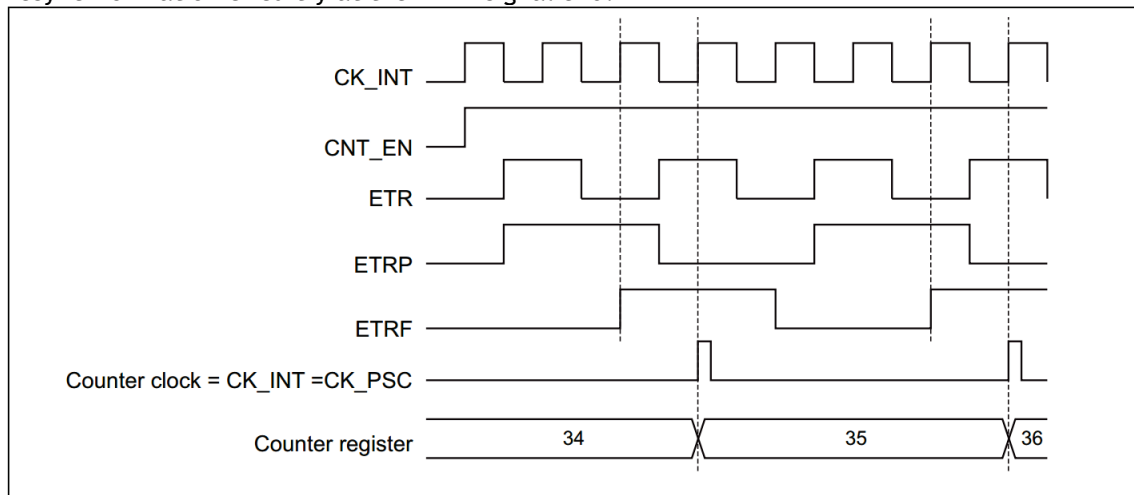 CK_INT
CNT_EN
ETR
ETRP
ETRF
Counter clock = CK_INT =CK_PSC
Counter register 34 35 36